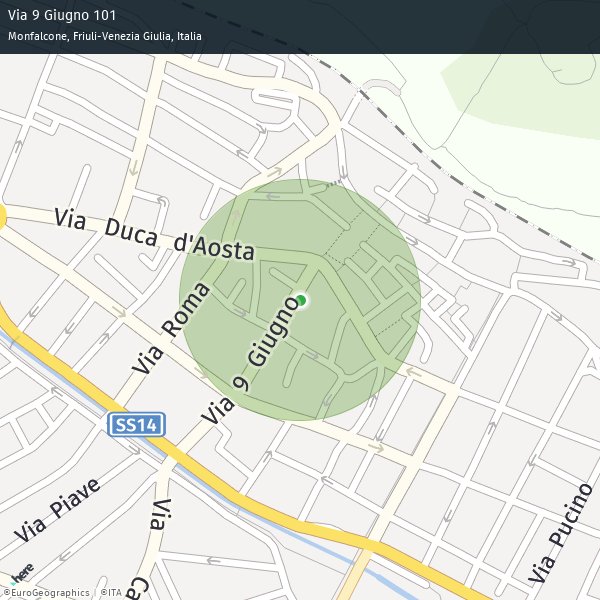 Via 9 Giugno 101
Monfalcone, Friuli-Venezia Giulia, Italia
Via Duca d'Aosta
Via Roma
Via 9 Giugno
SS14
Via Piave
Via
Ca
Via Pucino
here
©EuroGeographics | ©ITA